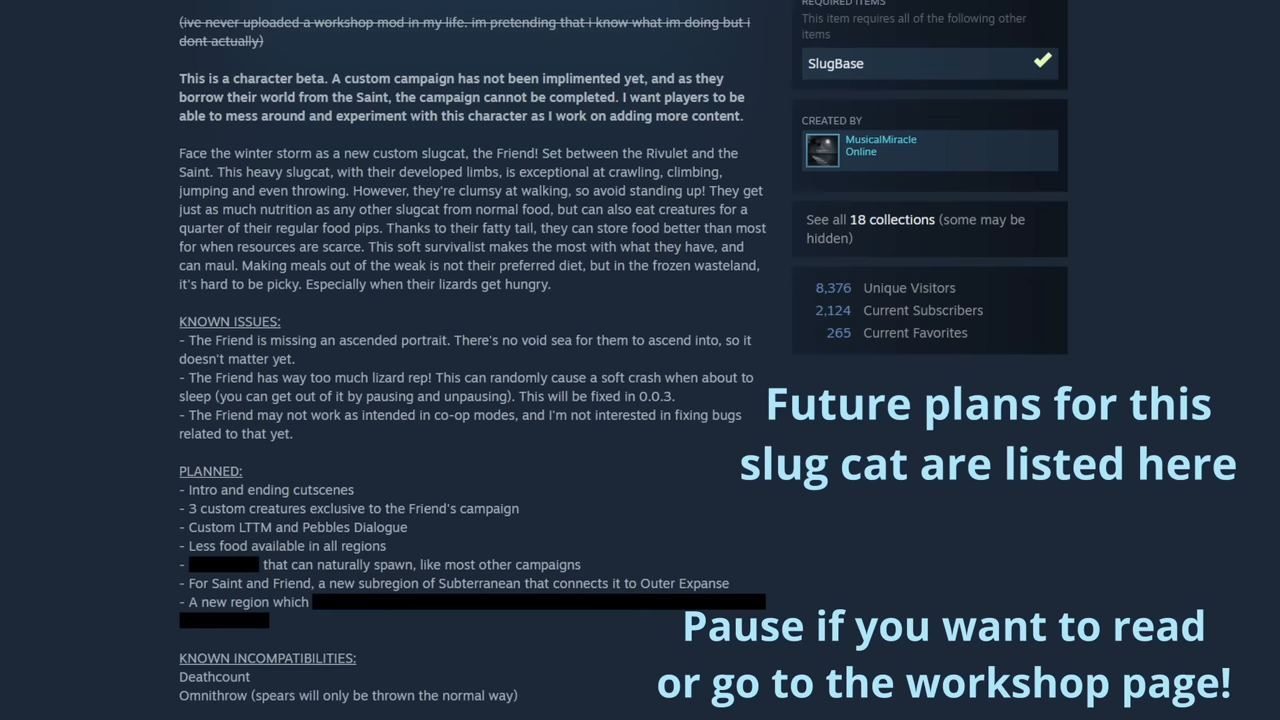 (ive never uploaded a workshop mod in my life. im pretending that i know what im doing but i
dont actually)
This is a character beta. A custom campaign has not been implimented yet, and as they
borrow their world from the Saint, the campaign cannot be completed. I want players to be
able to mess around and experiment with this character as I work on adding more content.
Face the winter storm as a new custom slugcat, the Friend! Set between the Rivulet and the
Saint. This heavy slugcat, with their developed limbs, is exceptional at crawling, climbing,
jumping and even throwing. However, they're clumsy at walking, so avoid standing up! They get
just as much nutrition as any other slugcat from normal food, but can also eat creatures for a
quarter of their regular food pips. Thanks to their fatty tail, they can store food better than most
for when resources are scarce. This soft survivalist makes the most with what they have, and
can maul. Making meals out of the weak is not their preferred diet, but in the frozen wasteland,
it's hard to be picky. Especially when their lizards get hungry.
KNOWN ISSUES:
- The Friend is missing an ascended portrait. There's no void sea for them to ascend into, so it
doesn't matter yet.
- The Friend has way too much lizard rep! This can randomly cause a soft crash when about to
sleep (you can get out of it by pausing and unpausing). This will be fixed in 0.0.3.
- The Friend may not work as intended in co-op modes, and I'm not interested in fixing bugs
related to that yet.
PLANNED:
- Intro and ending cutscenes
- 3 custom creatures exclusive to the Friend's campaign
- Custom LTTM and Pebbles Dialogue
- Less food available in all regions
- that can naturally spawn, like most other campaigns
- For Saint and Friend, a new subregion of Subterranean that connects it to Outer Expanse
- A new region which
KNOWN INCOMPATIBILITIES:
Deathcount
Omnithrow (spears will only be thrown the normal way)
REQUIRED ITEMS
This item requires all of the following other
items
SlugBase
CREATED BY
MusicalMiracle
Online
See all 18 collections (some may be
hidden)
8,376 Unique Visitors
2,124 Current Subscribers
265 Current Favorites
Future plans for this
slug cat are listed here
Pause if you want to read
or go to the workshop page!